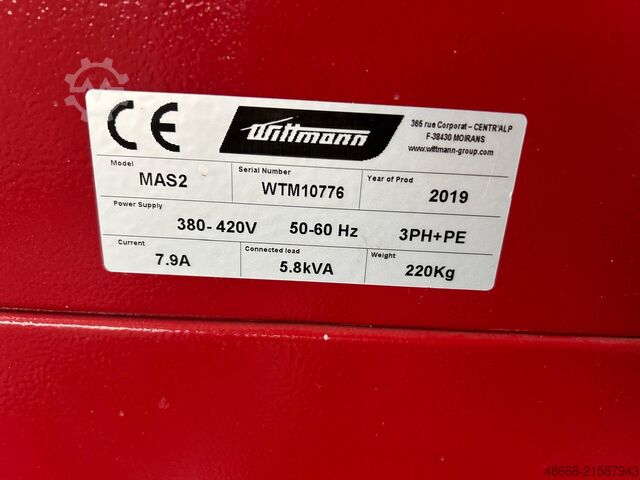 CE
Wittmann
365 rue Corporat – CENTR'ALP
F-38430 MOIRANS
www.wittmann-group.com
Model
MAS2
Serial Number
WTM10776
Year of Prod
2019
Power Supply
380- 420V 50-60 Hz 3PH+PE
Current
7.9A
Connected load
5.8kVA
Weight
220Kg
48668-21587943